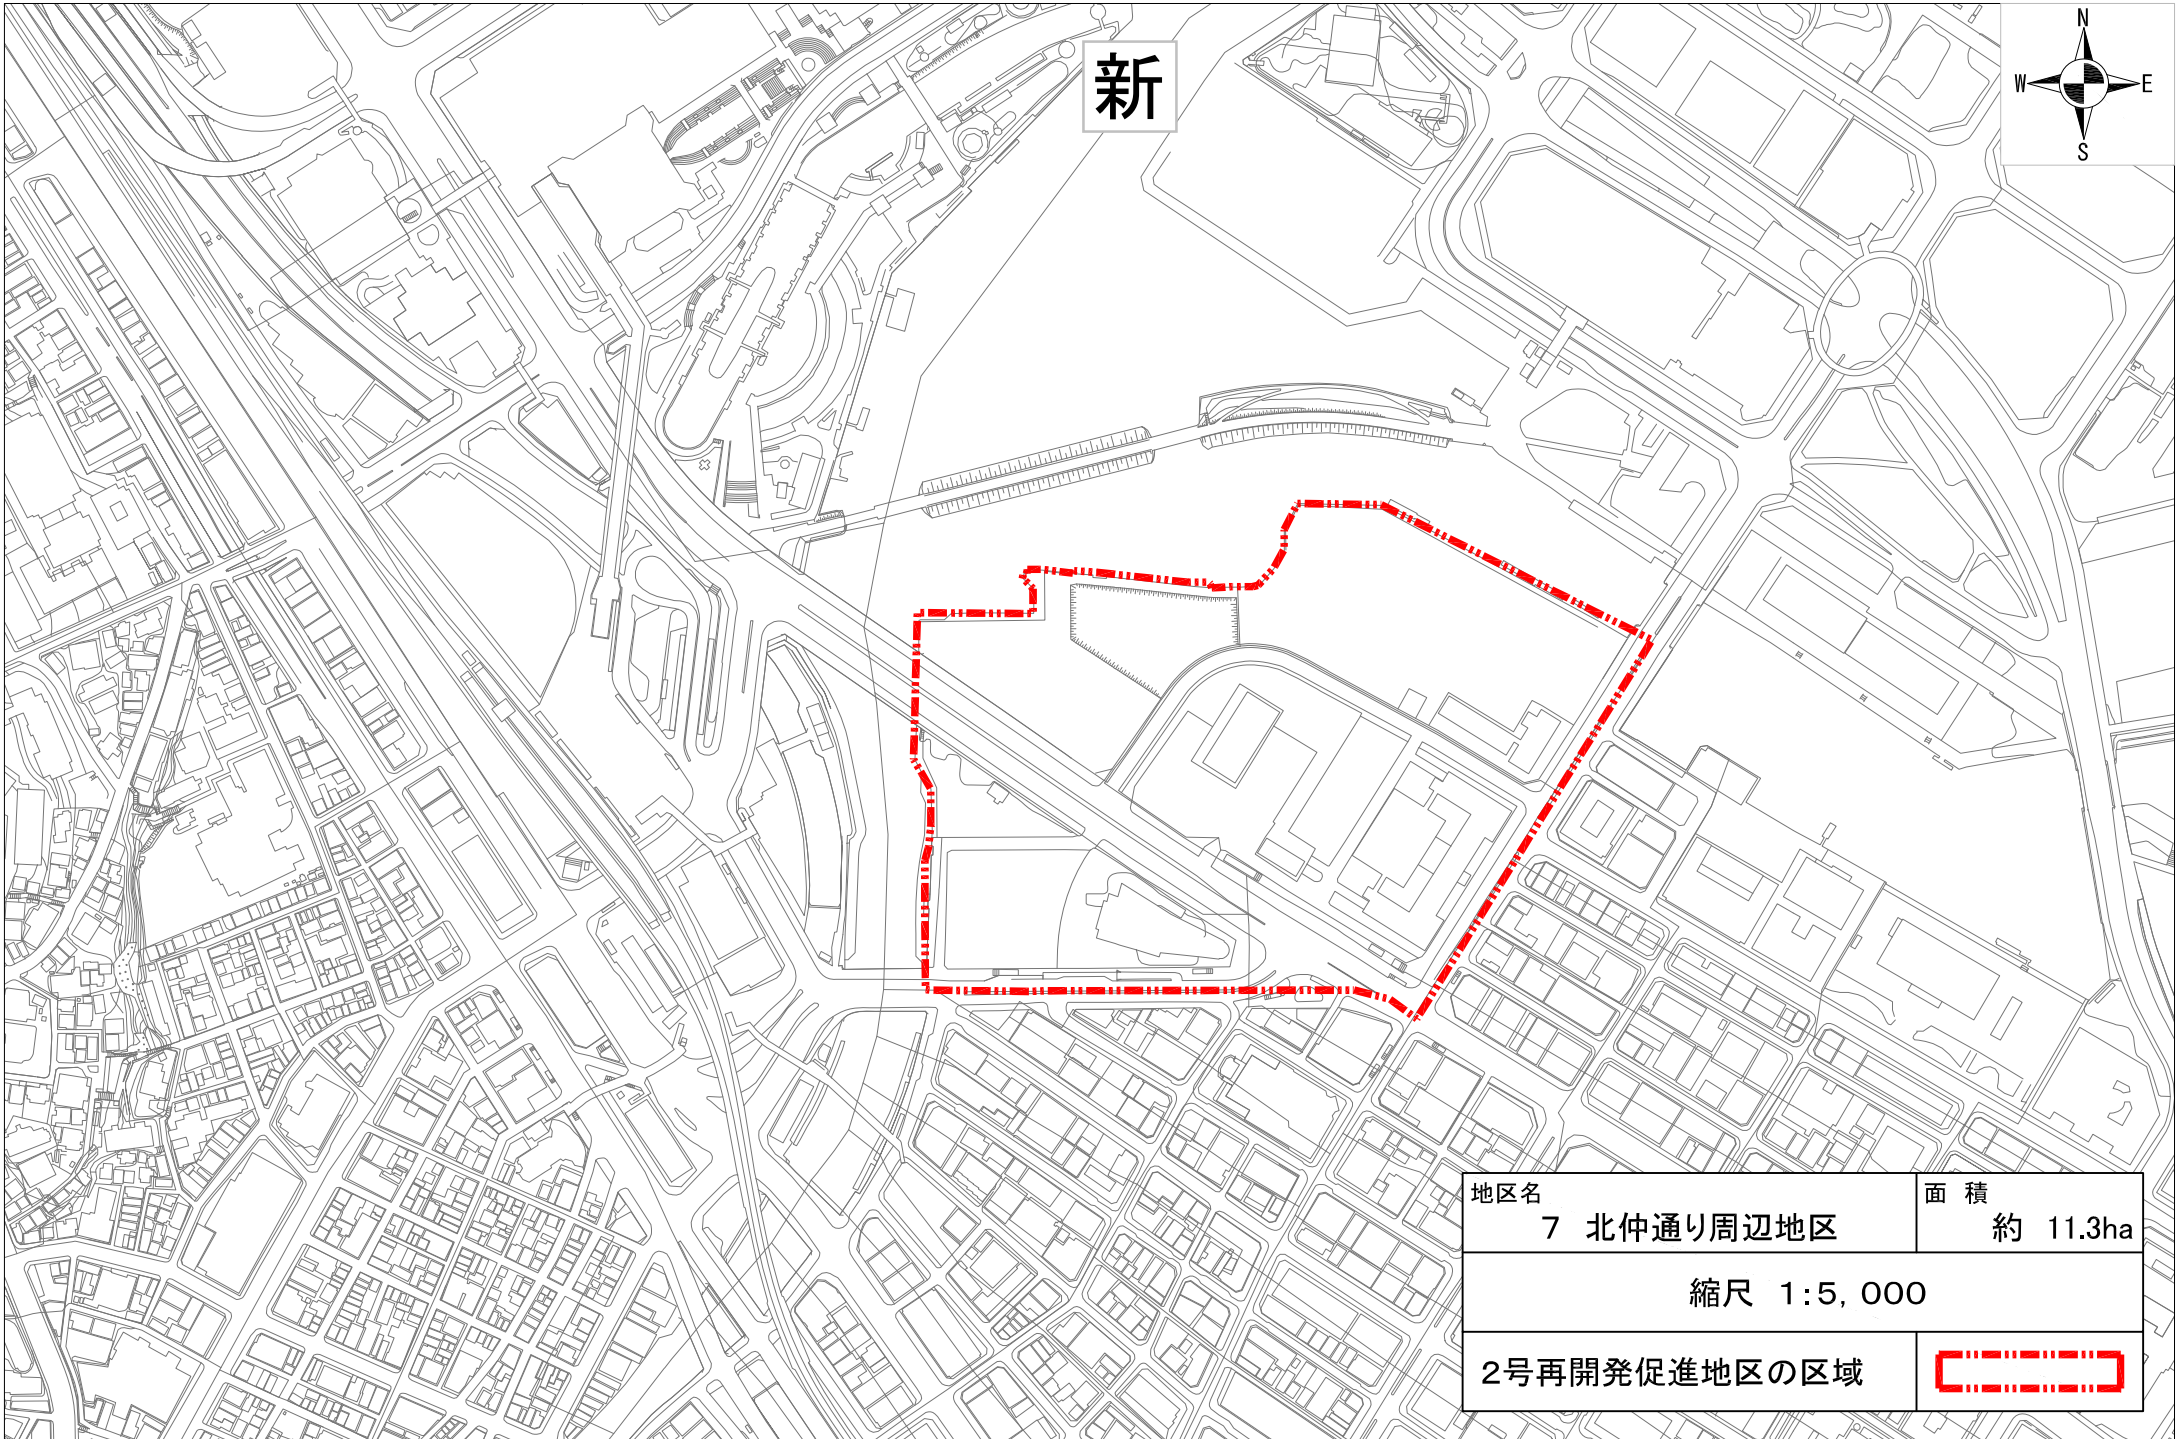 新
N
W E
S
地区名
7 北仲通り周辺地区
面 積
約 11.3ha
縮尺 1:5,000
2号再開発促進地区の区域